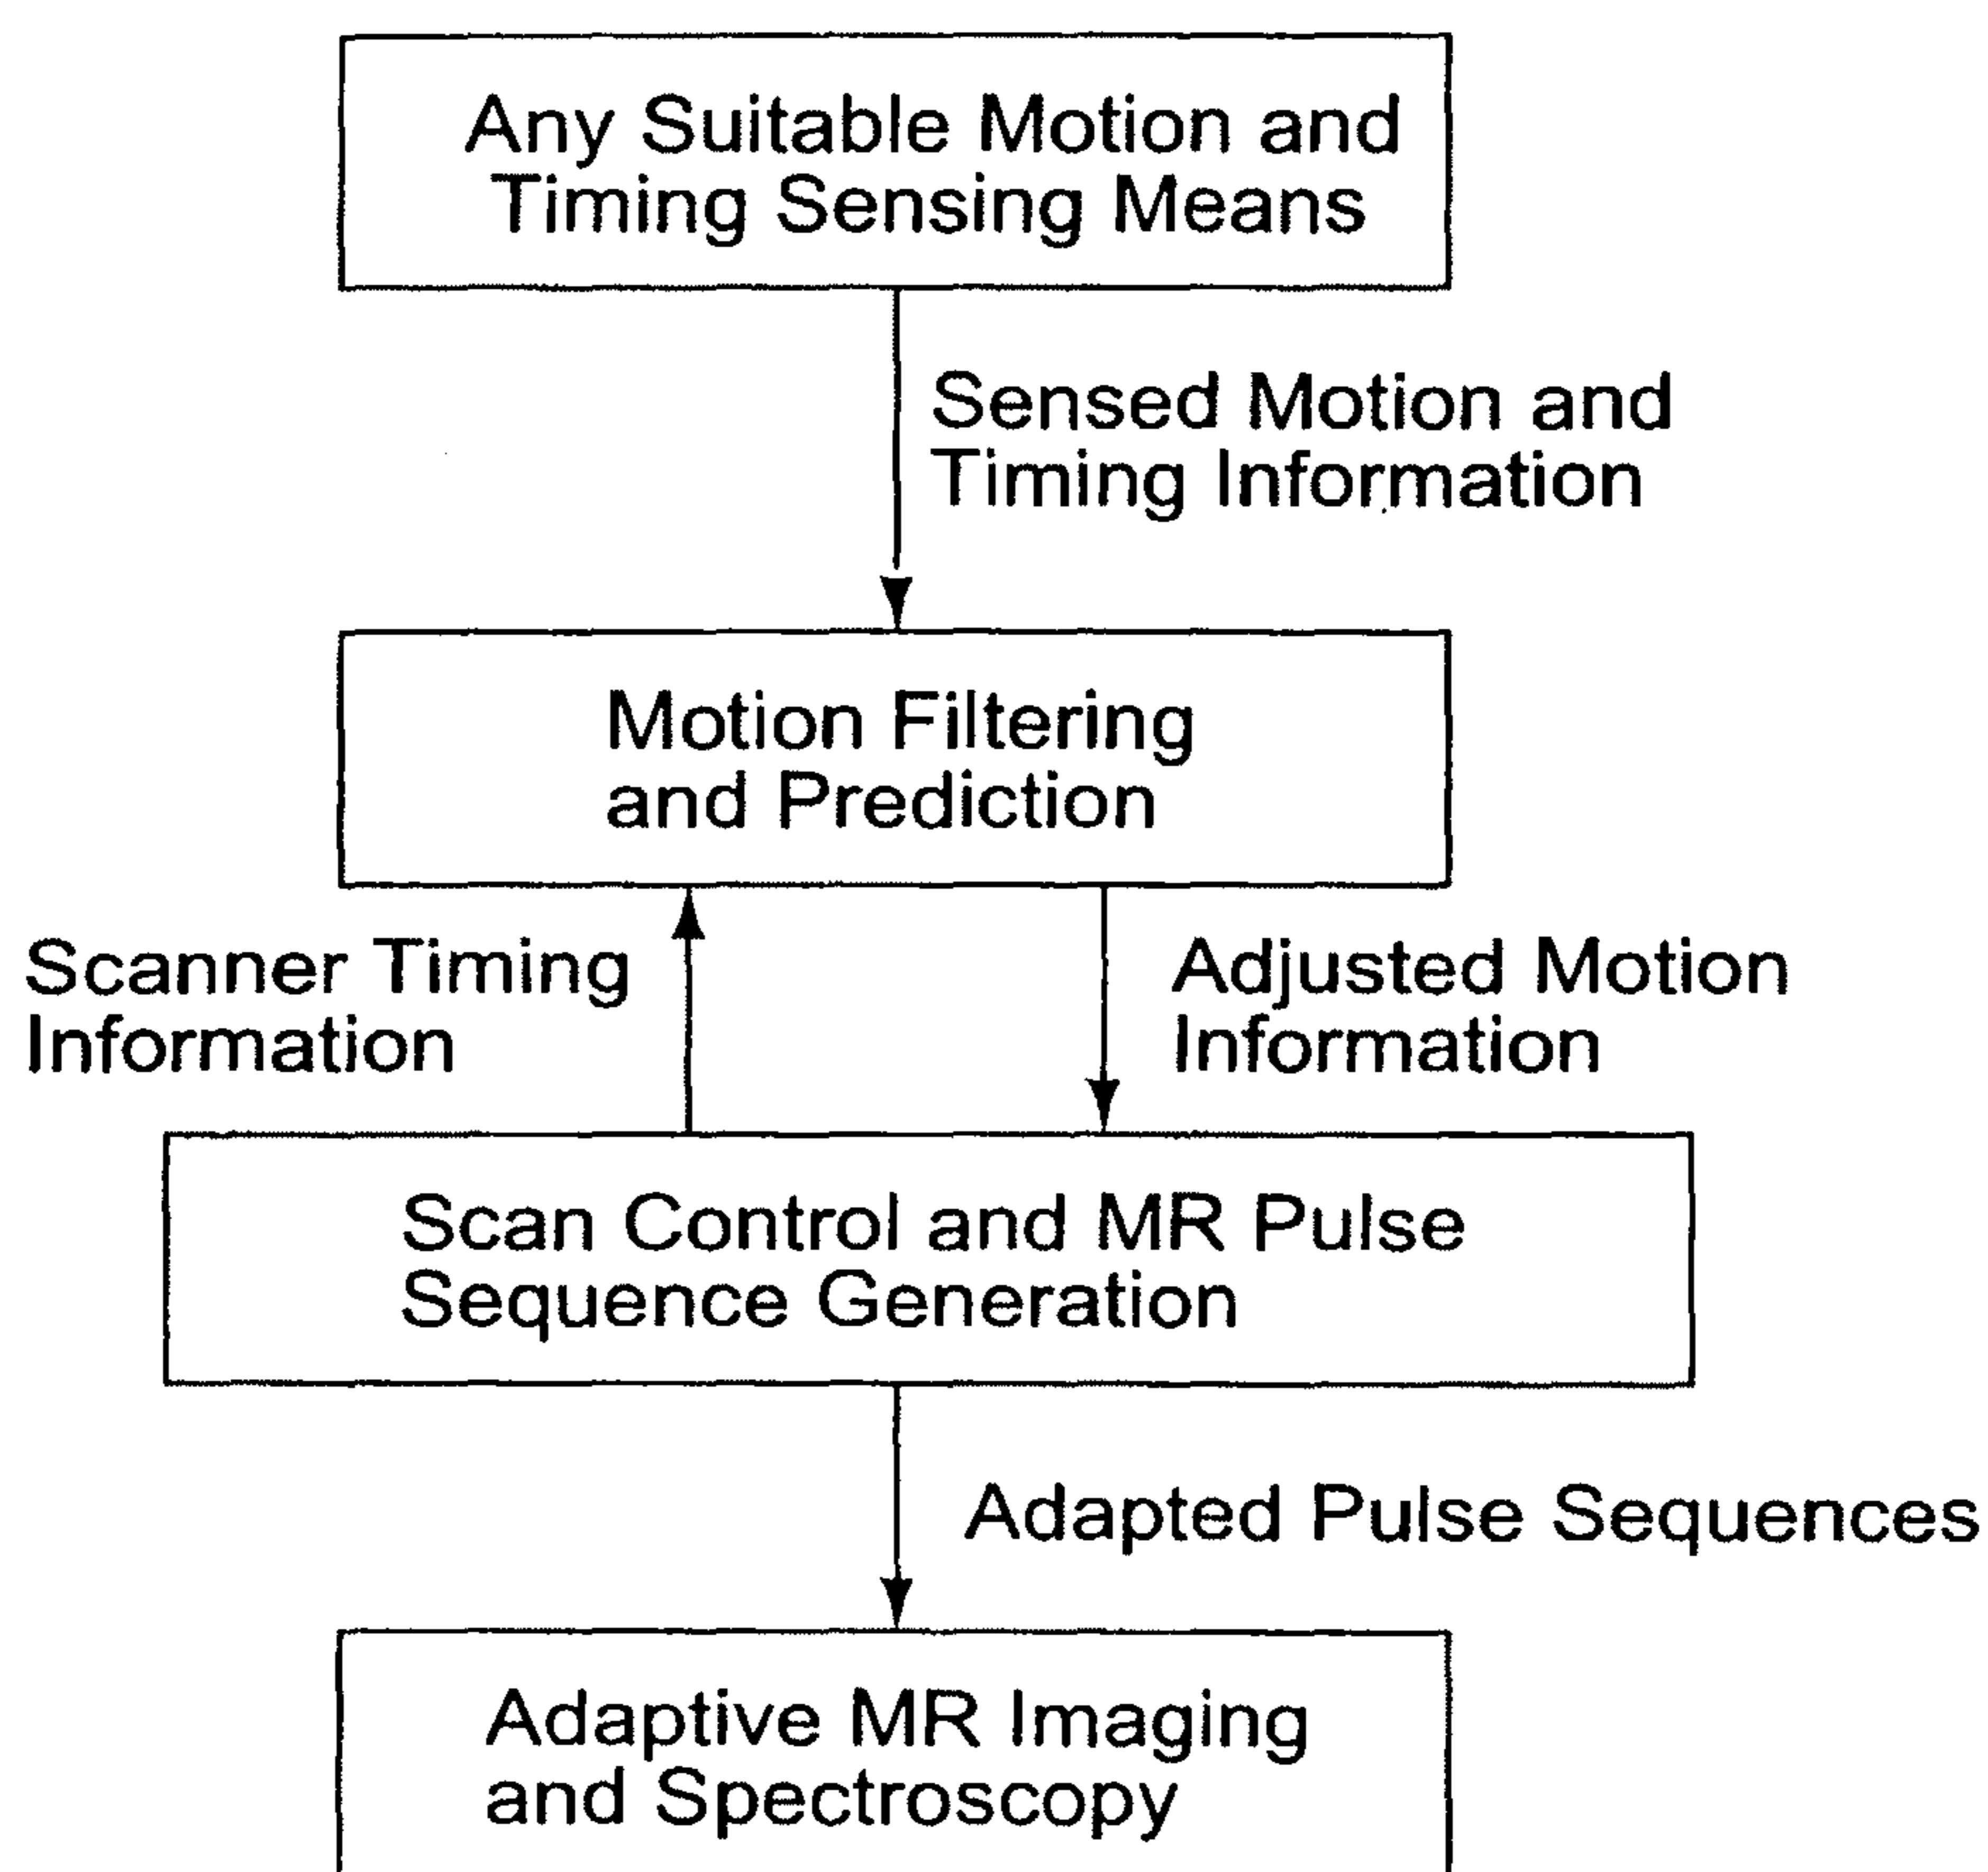 Any Suitable Motion and
Timing Sensing Means
Sensed Motion and
Timing Information
Motion Filtering
and Prediction
Scanner Timing
Information
Adjusted Motion
Information
Scan Control and MR Pulse
Sequence Generation
Adapted Pulse Sequences
Adaptive MR Imaging
and Spectroscopy